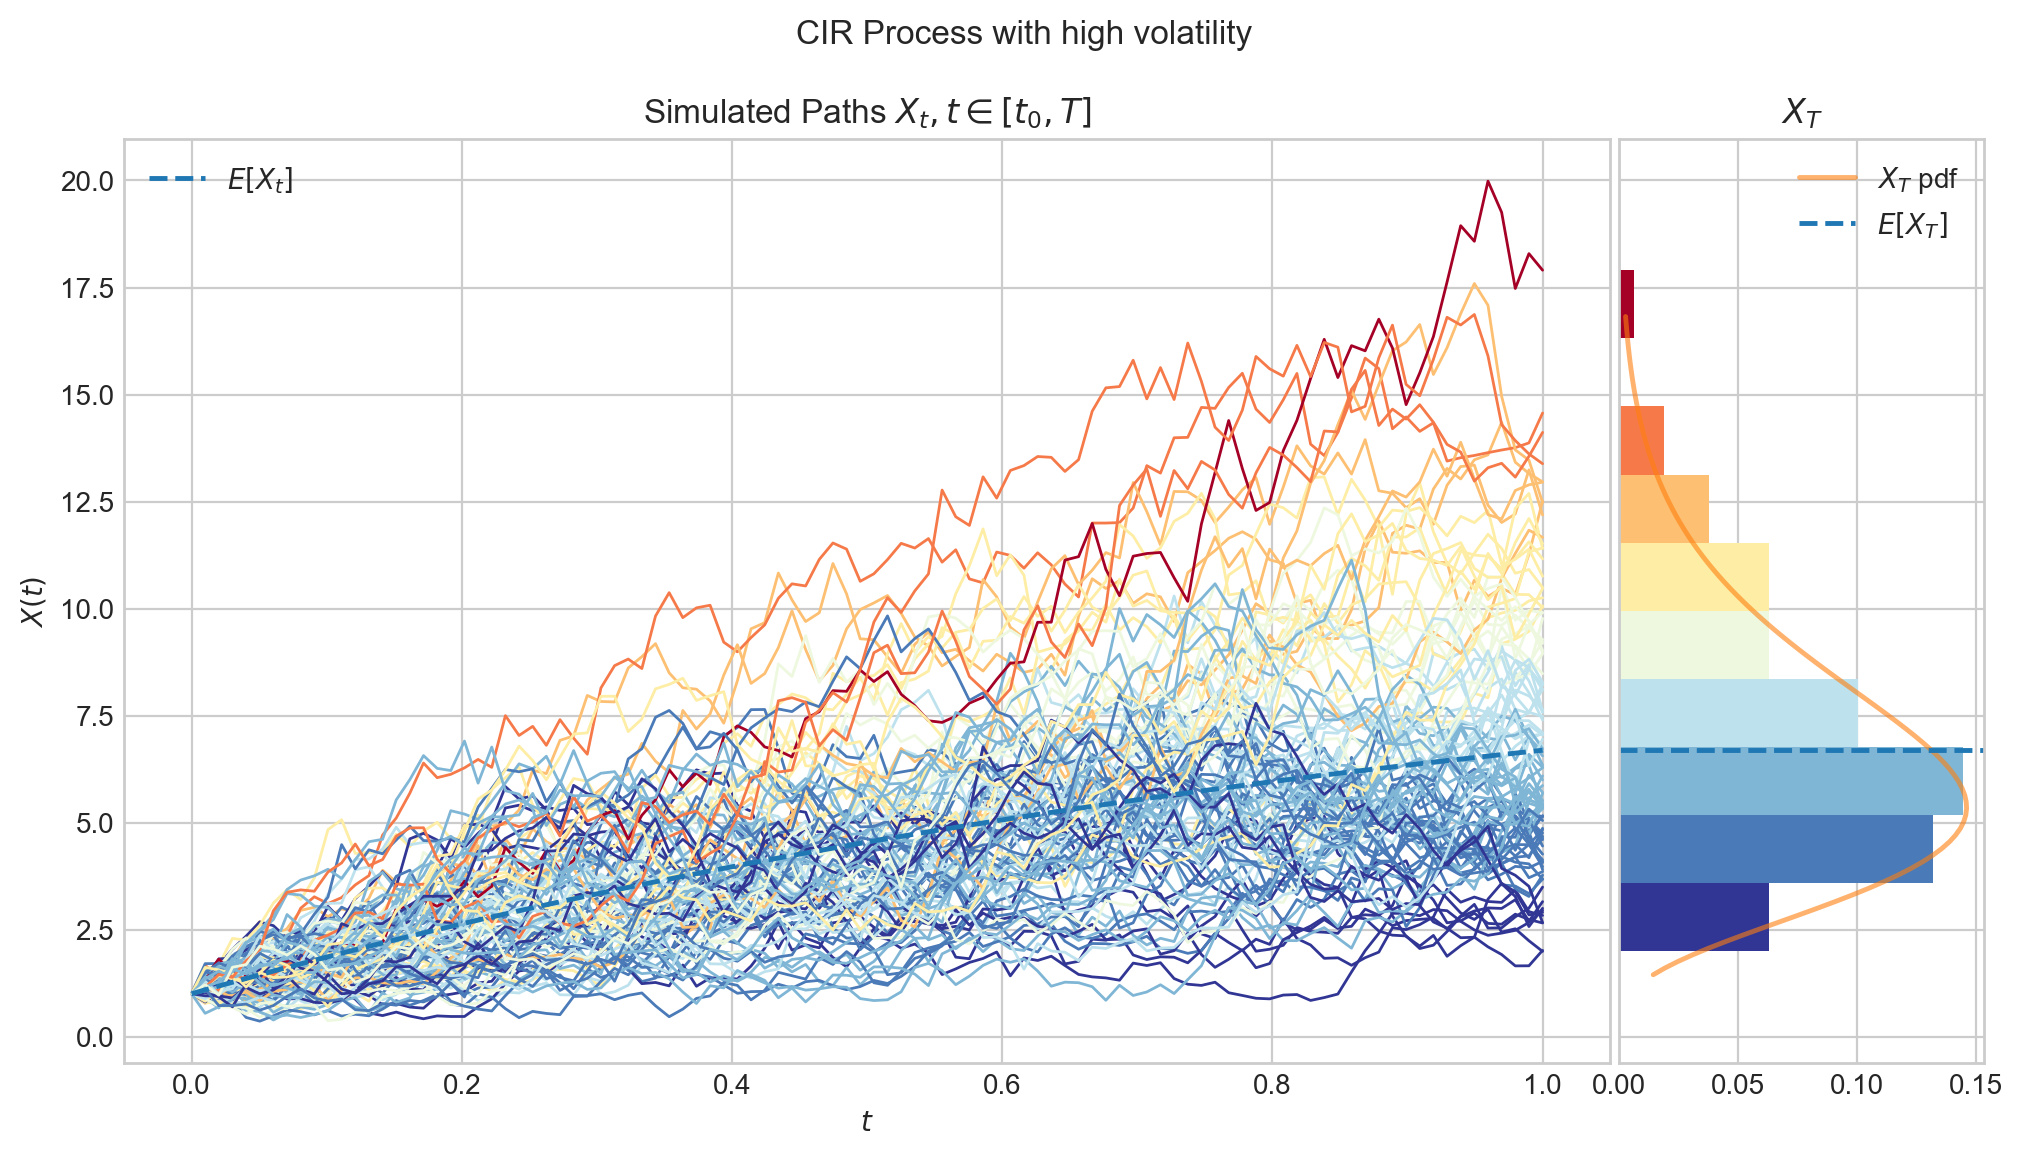 CIR Process with high volatility
Simulated Paths $X_t, t \in [t_0, T]$
$X_T$
$E[X_t]$
$X_T$ pdf
$E[X_T]$
20.0
17.5
15.0
12.5
10.0
7.5
5.0
2.5
0.0
$X(t)$
0.0 0.2 0.4 0.6 0.8 1.0
0.00 0.05 0.10 0.15
$t$